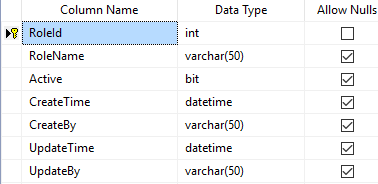 Column Name Data Type Allow Nulls
RoleId int
RoleName varchar(50)
Active bit
CreateTime datetime
CreateBy varchar(50)
UpdateTime datetime
UpdateBy varchar(50)